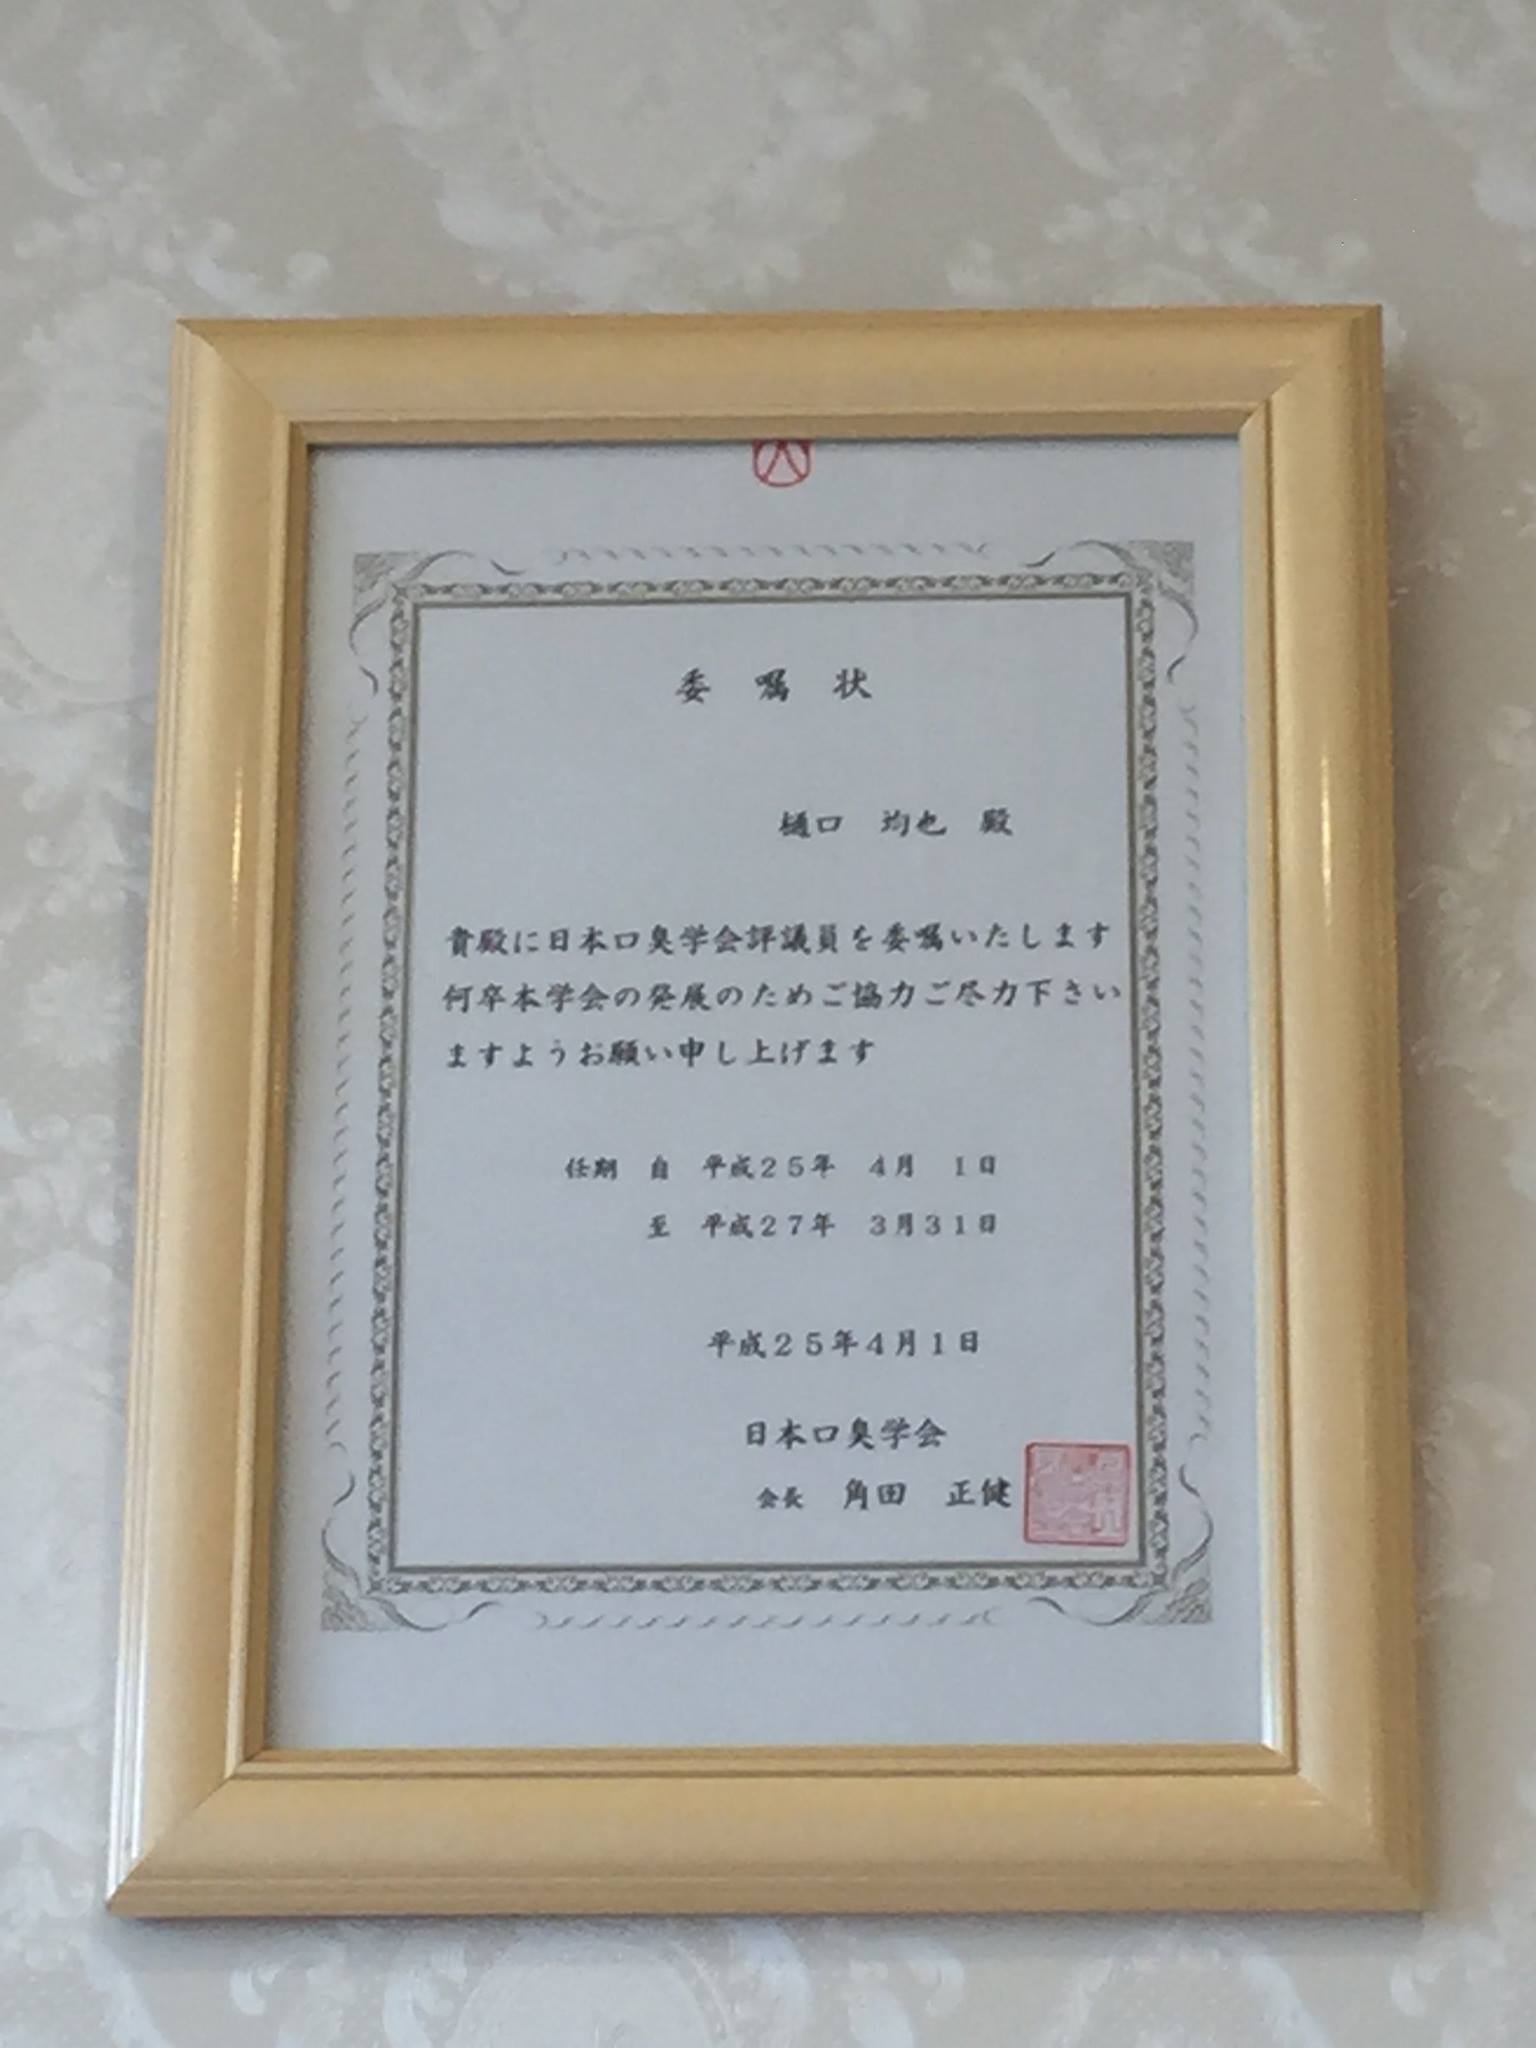 委 嘱 状
樋口 均也 殿
貴殿に日本口臭学会評議員を委嘱いたします
何卒本学会の発展のためご協力ご尽力下さい
ますようお願い申し上げます
任期 自 平成25年 4月 1日
至 平成27年 3月31日
平成25年4月1日
日本口臭学会
会長 角田 正健